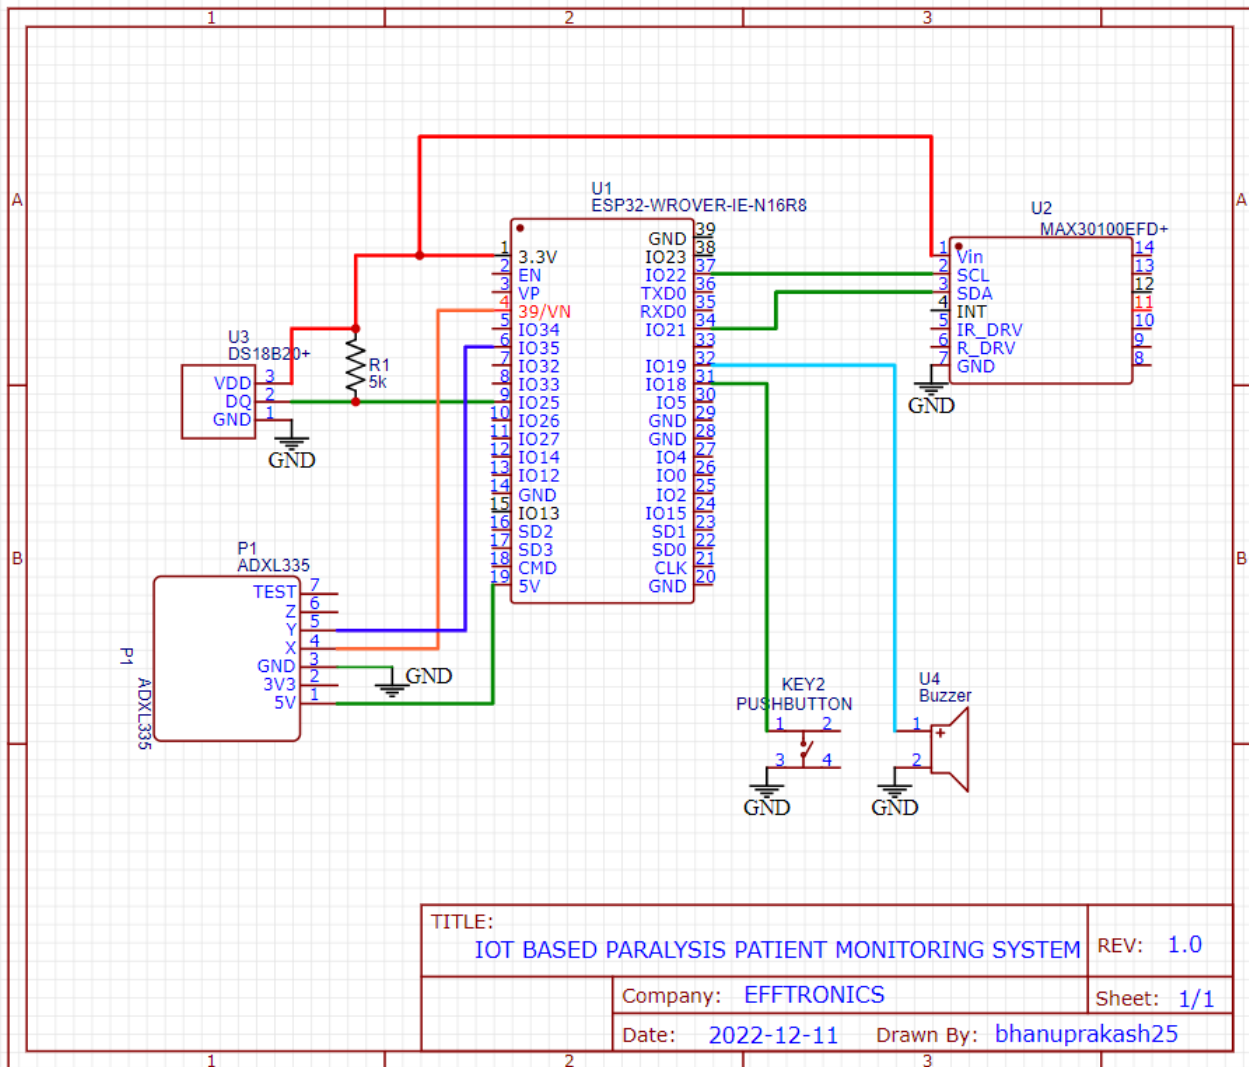 1 2 3
A A
U1
ESP32-WROVER-IE-N16R8
U2
MAX30100EFD+
1 3.3V
2 EN
3 VP
4 39/VN
5 IO34
6 IO35
7 IO32
8 IO33
9 IO25
10 IO26
11 IO27
12 IO14
13 IO12
14 GND
15 IO13
16 SD2
17 SD3
18 CMD
19 5V
GND 39
IO23 38
IO22 37
TXD0 36
RXD0 35
IO21 34
33
IO19 32
IO18 31
IO5 30
GND 29
GND 28
IO4 27
IO0 26
IO2 25
IO15 24
SD1 23
SD0 22
CLK 21
GND 20
1 Vin 14
2 SCL 13
3 SDA 12
4 INT 11
5 IR_DRV 10
6 R_DRV 9
7 GND 8
GND
U3
DS18B20+
VDD 3
DQ 2
GND 1
GND
R1
5k
B B
P1
ADXL335
TEST 7
Z 6
Y 5
X 4
GND 3
3V3 2
5V 1
GND
P1
ADXL335
KEY2
PUSHBUTTON
1 2
3 4
GND
U4
Buzzer
1 +
2
GND
TITLE:
IOT BASED PARALYSIS PATIENT MONITORING SYSTEM
REV: 1.0
Company: EFFTRONICS
Sheet: 1/1
Date: 2022-12-11 Drawn By: bhanuprakash25
1 2 3